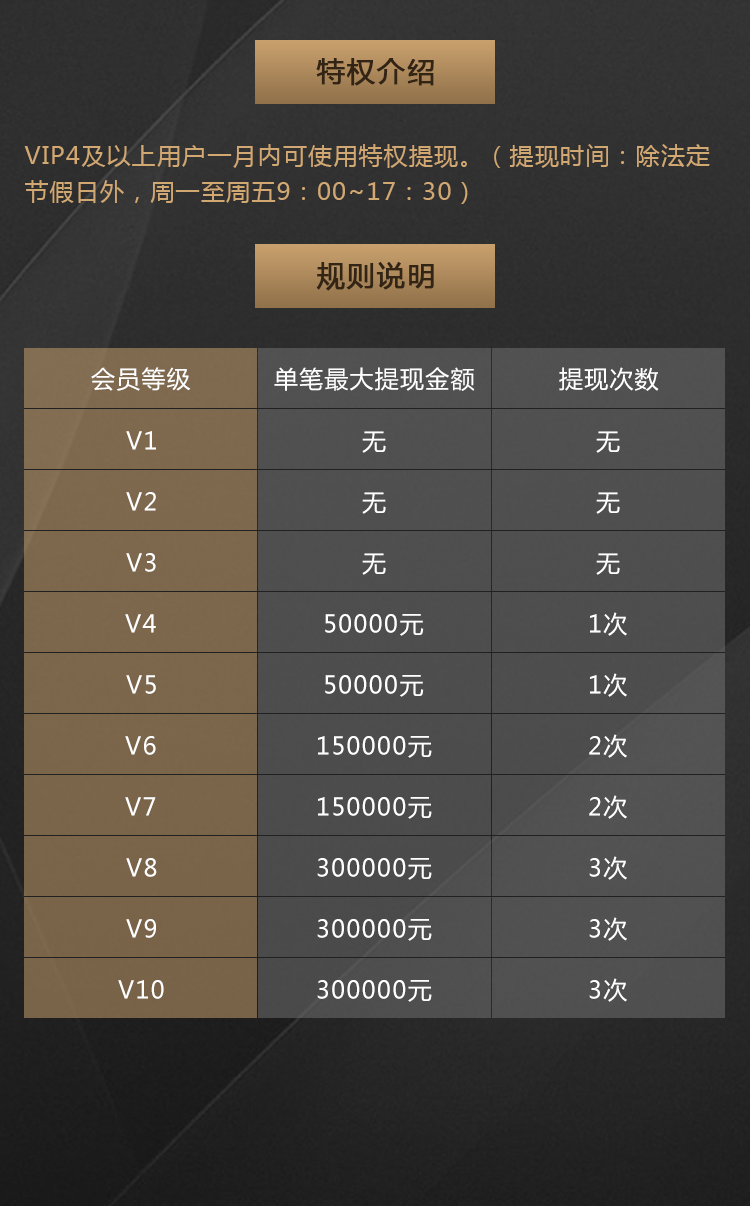 特权介绍
VIP4及以上用户一月内可使用特权提现。（提现时间：除法定
节假日外，周一至周五9：00~17：30）
规则说明
会员等级 单笔最大提现金额 提现次数
V1 无 无
V2 无 无
V3 无 无
V4 50000元 1次
V5 50000元 1次
V6 150000元 2次
V7 150000元 2次
V8 300000元 3次
V9 300000元 3次
V10 300000元 3次